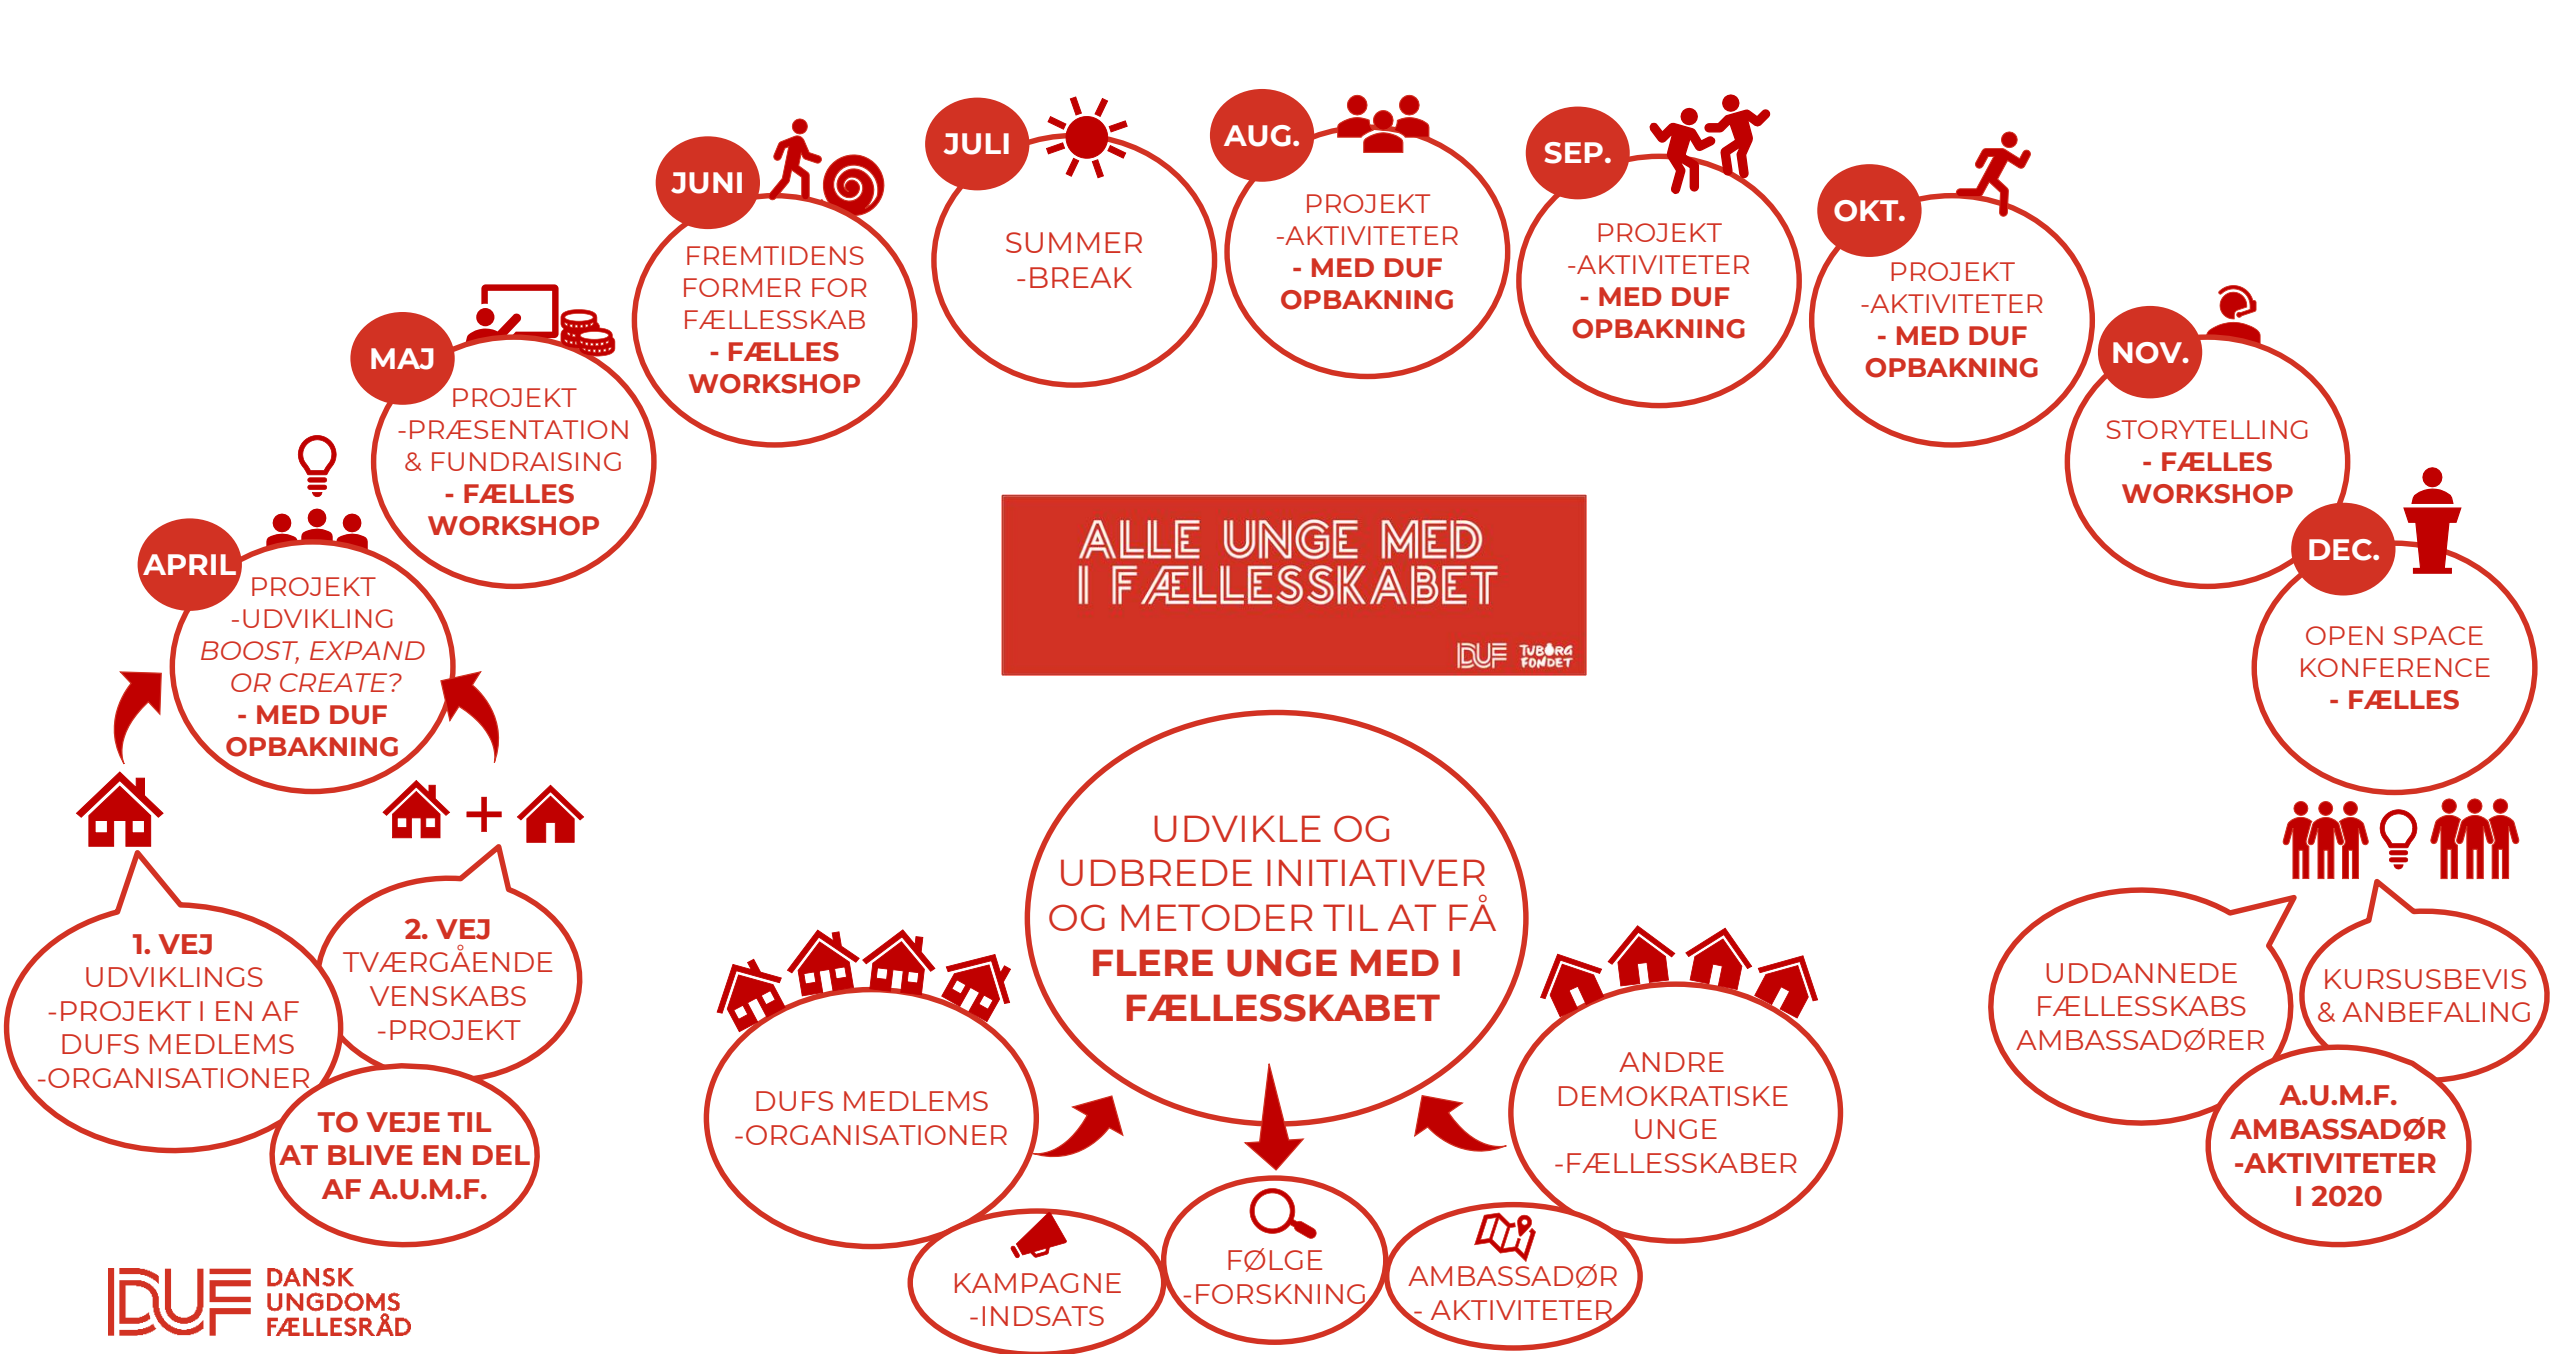 APRIL
PROJEKT
-UDVIKLING
BOOST, EXPAND
OR CREATE?
- MED DUF
OPBAKNING
MAJ
PROJEKT
-PRÆSENTATION
& FUNDRAISING
- FÆLLES
WORKSHOP
JUNI
FREMTIDENS
FORMER FOR
FÆLLESSKAB
- FÆLLES
WORKSHOP
JULI
SUMMER
-BREAK
AUG.
PROJEKT
-AKTIVITETER
- MED DUF
OPBAKNING
SEP.
PROJEKT
-AKTIVITETER
- MED DUF
OPBAKNING
OKT.
PROJEKT
-AKTIVITETER
- MED DUF
OPBAKNING
NOV.
STORYTELLING
- FÆLLES
WORKSHOP
DEC.
OPEN SPACE
KONFERENCE
- FÆLLES
ALLE UNGE MED
I FÆLLESSKABET
DUF TUBORG
FONDET
1. VEJ
UDVIKLINGS
-PROJEKT I EN AF
DUFS MEDLEMS
-ORGANISATIONER
2. VEJ
TVÆRGÅENDE
VENSKABS
-PROJEKT
TO VEJE TIL
AT BLIVE EN DEL
AF A.U.M.F.
UDVIKLE OG
UDBREDE INITIATIVER
OG METODER TIL AT FÅ
FLERE UNGE MED I
FÆLLESSKABET
DUFS MEDLEMS
-ORGANISATIONER
ANDRE
DEMOKRATISKE
UNGE
-FÆLLESSKABER
KAMPAGNE
-INDSATS
FØLGE
-FORSKNING
AMBASSADØR
- AKTIVITETER
UDDANNEDE
FÆLLESSKABS
AMBASSADØRER
KURSUSBEVIS
& ANBEFALING
A.U.M.F.
AMBASSADØR
-AKTIVITETER
I 2020
DUF DANSK
UNGDOMS
FÆLLESRÅD